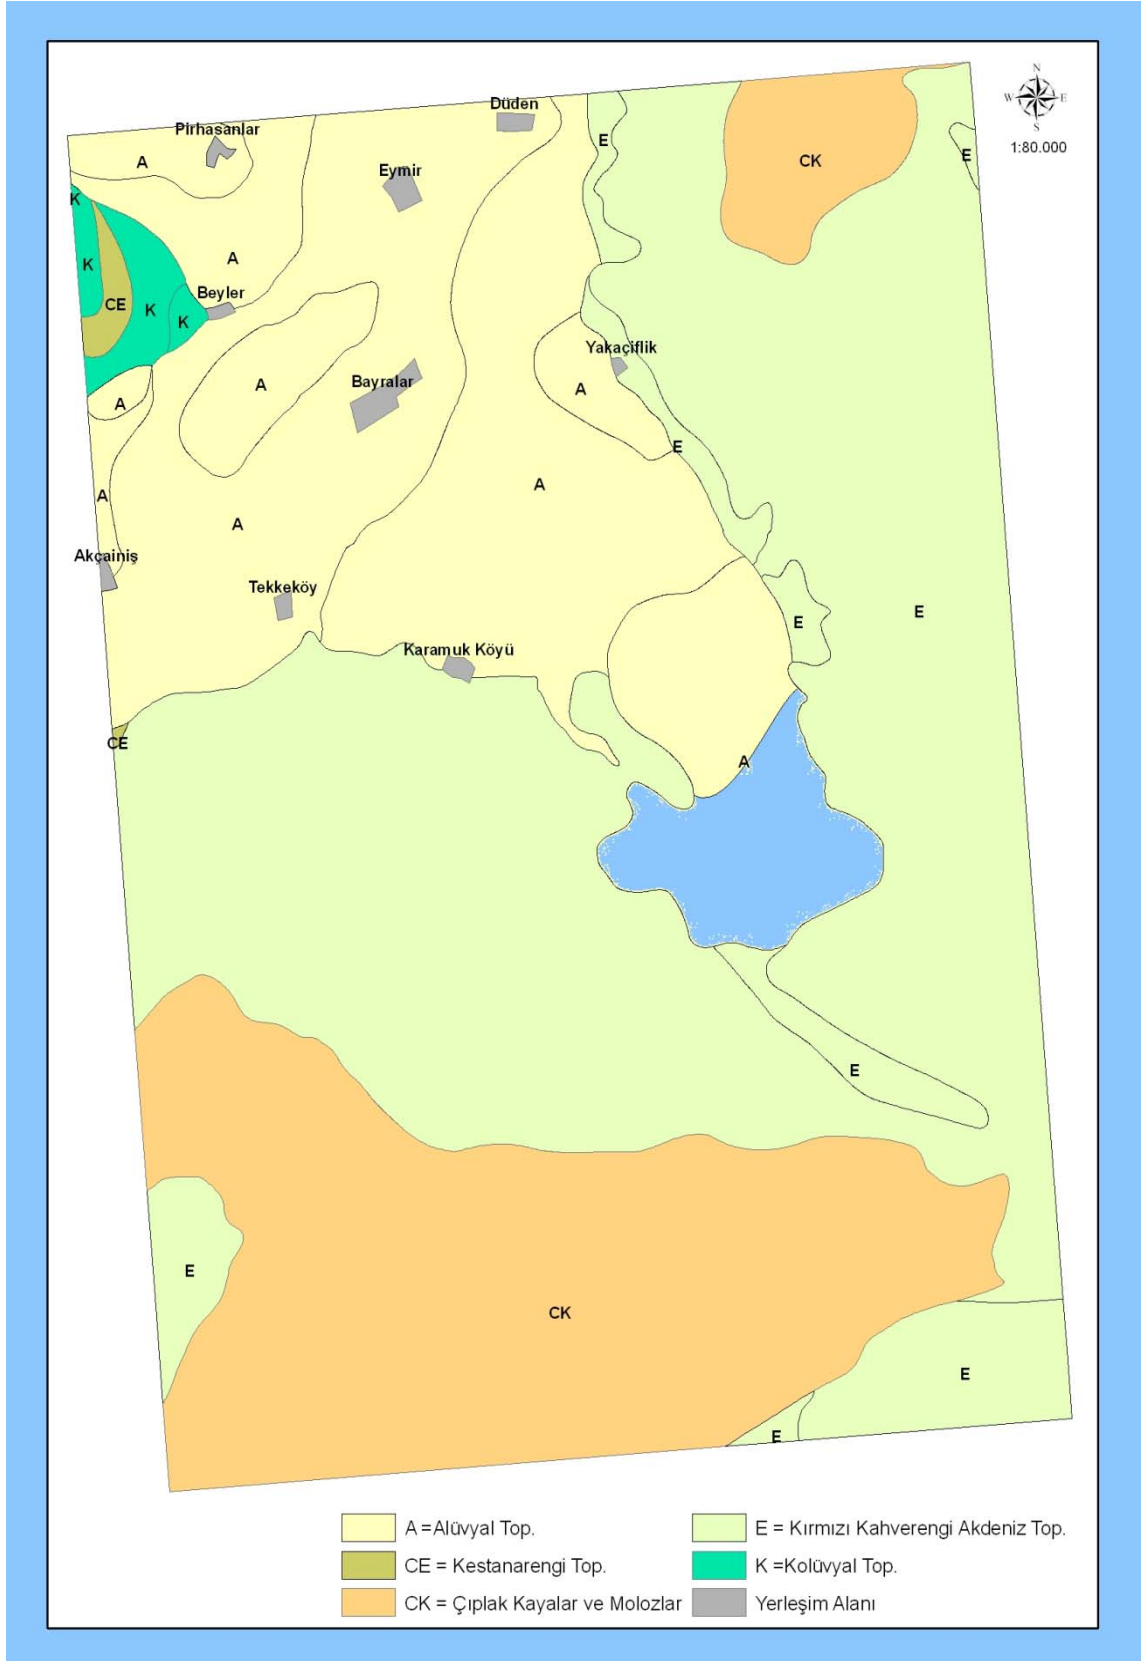 N
W E
S
1:80.000
Düden
Pirhasanlar
E
A
CK
E
Eymir
K
A
K
Beyler
CE
K
K
Yakaçiflik
Bayralar
A
A
A
E
A
A
A
Akçainiş
Tekkeköy
E
E
Karamuk Köyü
CE
A
E
E
CK
E
E
A =Alüvyal Top.
CE = Kestanarengi Top.
CK = Çıplak Kayalar ve Molozlar
E = Kırmızı Kahverengi Akdeniz Top.
K =Kolüvyal Top.
Yerleşim Alanı